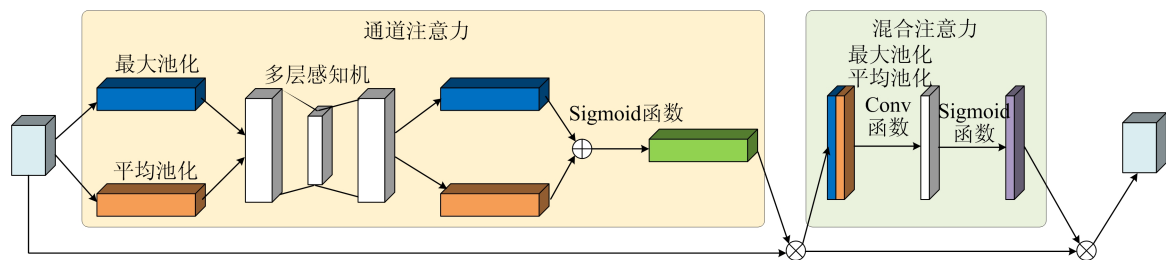 通道注意力
最大池化
多层感知机
平均池化
Sigmoid函数
混合注意力
最大池化
平均池化
Conv
函数
Sigmoid
函数